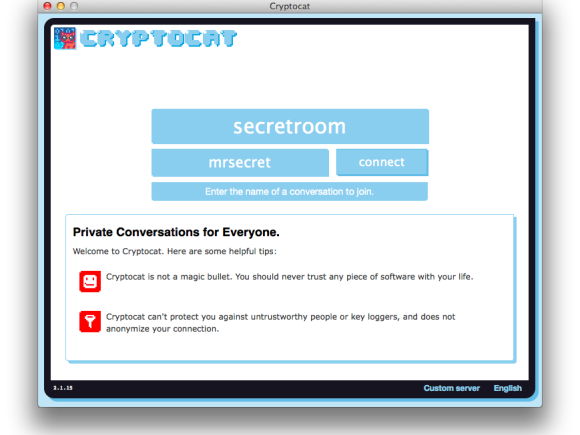 Cryptocat
CRYPTOCAT
secretroom
mrsecret
connect
Enter the name of a conversation to join.
Private Conversations for Everyone.
Welcome to Cryptocat. Here are some helpful tips:
Cryptocat is not a magic bullet. You should never trust any piece of software with your life.
Cryptocat can't protect you against untrustworthy people or key loggers, and does not
anonymize your connection.
2.1.15 Custom server English